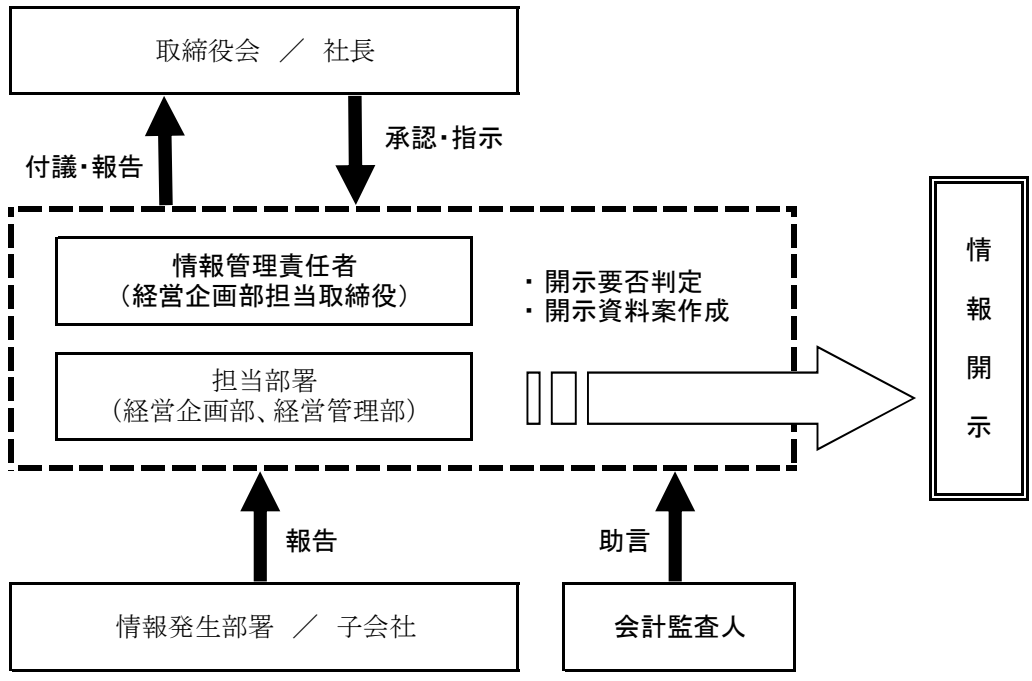 取締役会 ／ 社長
付議・報告
承認・指示
情報管理責任者
（経営企画部担当取締役）
・ 開示要否判定
・ 開示資料案作成
担当部署
（経営企画部、経営管理部）
情報開示
報告
助言
情報発生部署 ／ 子会社
会計監査人